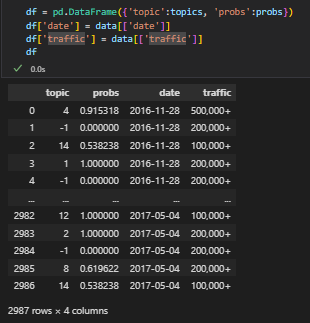 df = pd.DataFrame({'topic':topics, 'probs':probs})
df['date'] = data[['date']]
df['traffic'] = data[['traffic']]
df
0.0s
topic probs date traffic
0 4 0.915318 2016-11-28 500,000+
1 -1 0.000000 2016-11-28 200,000+
2 14 0.538238 2016-11-28 100,000+
3 1 1.000000 2016-11-28 200,000+
4 -1 0.000000 2016-11-28 200,000+
... ... ... ... ...
2982 12 1.000000 2017-05-04 100,000+
2983 2 1.000000 2017-05-04 200,000+
2984 -1 0.000000 2017-05-04 200,000+
2985 8 0.619622 2017-05-04 200,000+
2986 14 0.538238 2017-05-04 100,000+
2987 rows × 4 columns